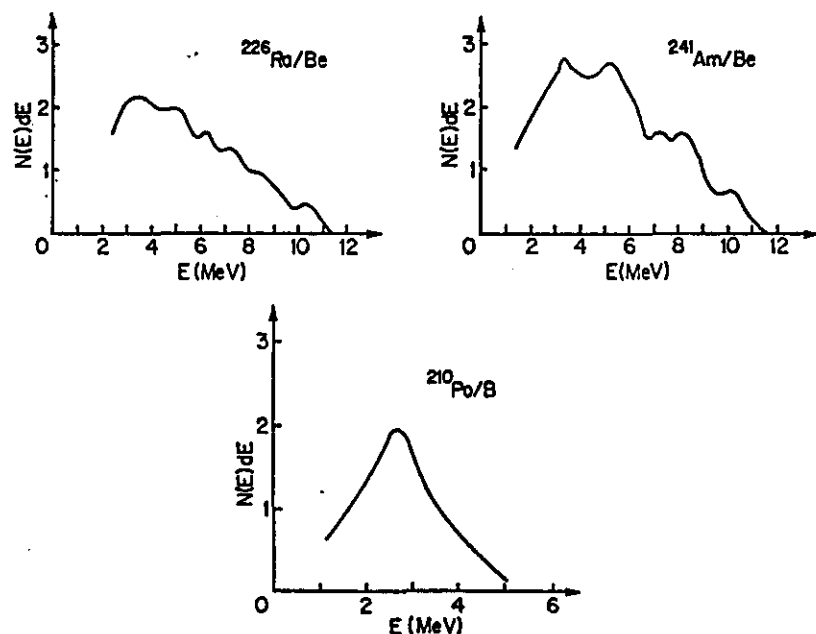 3
226Ra/Be
2
N(E)dE
1
0 2 4 6 8 10 12
E (MeV)
3
241Am/Be
2
N(E)dE
1
0 2 4 6 8 10 12
E (MeV)
3
210Po/B
2
N(E)dE
1
0 2 4 6
E (MeV)